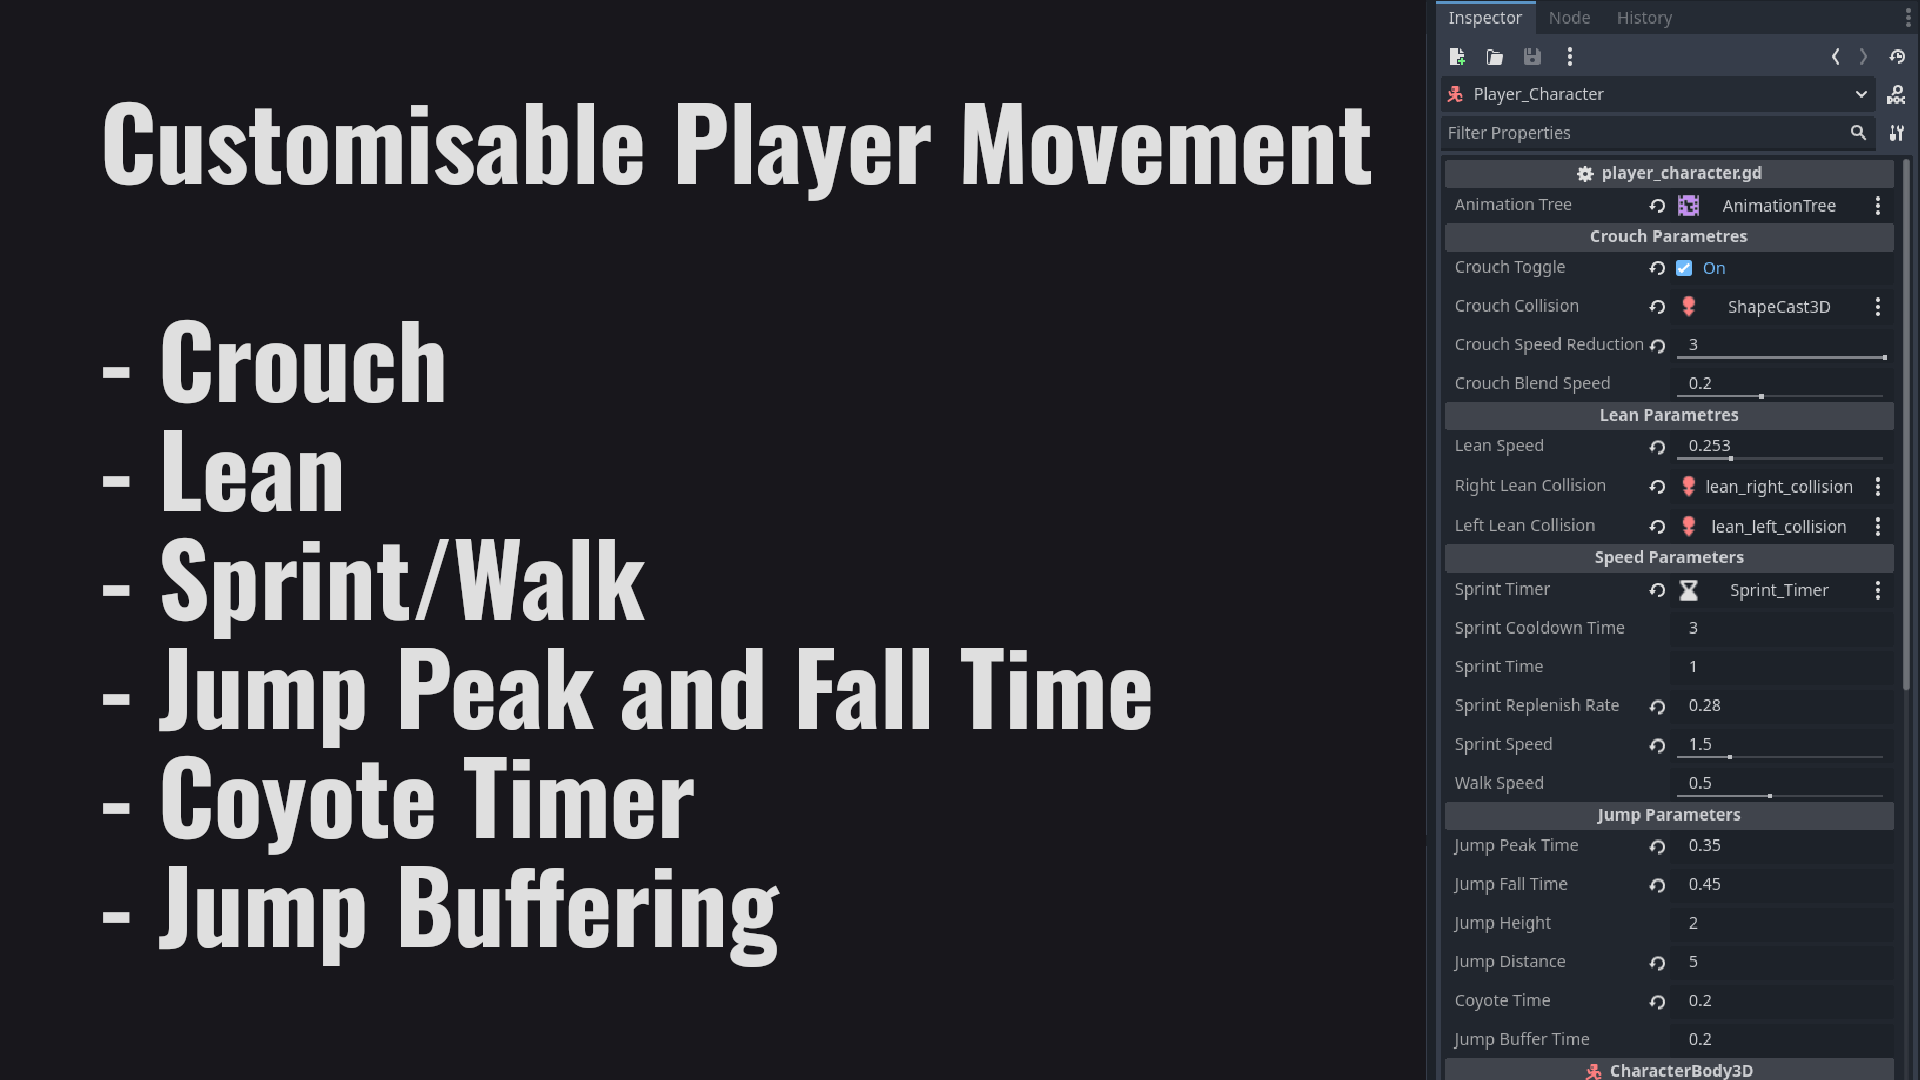 Customisable Player Movement
- Crouch
- Lean
- Sprint/Walk
- Jump Peak and Fall Time
- Coyote Timer
- Jump Buffering
Inspector Node History
Player_Character
Filter Properties
player_character.gd
Animation Tree AnimationTree
Crouch Parametres
Crouch Toggle On
Crouch Collision ShapeCast3D
Crouch Speed Reduction 3
Crouch Blend Speed 0.2
Lean Parametres
Lean Speed 0.253
Right Lean Collision lean_right_collision
Left Lean Collision lean_left_collision
Speed Parameters
Sprint Timer Sprint_Timer
Sprint Cooldown Time 3
Sprint Time 1
Sprint Replenish Rate 0.28
Sprint Speed 1.5
Walk Speed 0.5
Jump Parameters
Jump Peak Time 0.35
Jump Fall Time 0.45
Jump Height 2
Jump Distance 5
Coyote Time 0.2
Jump Buffer Time 0.2
CharacterBody3D